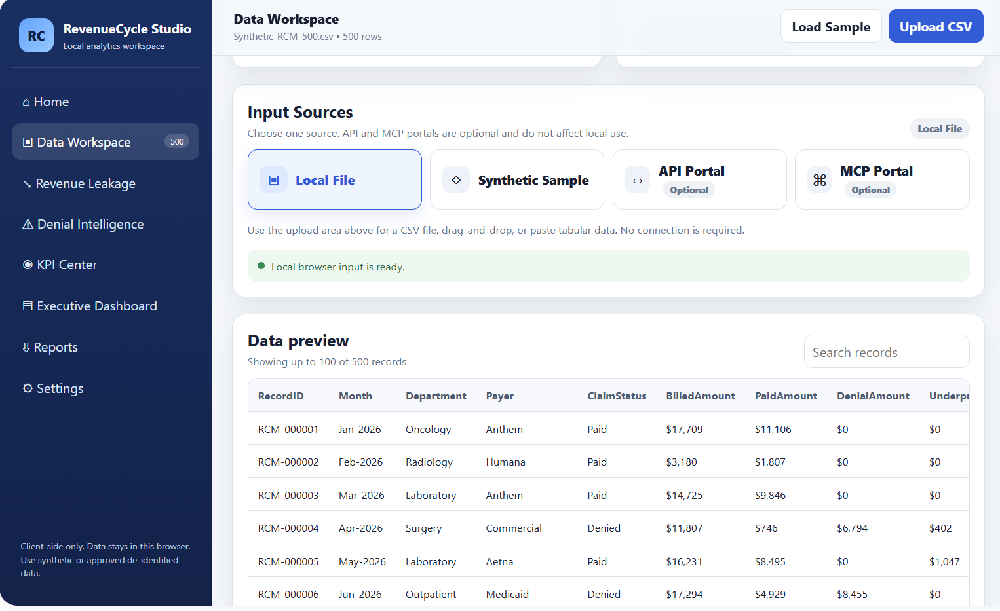 RC
RevenueCycle Studio
Local analytics workspace
Home
Data Workspace 500
Revenue Leakage
Denial Intelligence
KPI Center
Executive Dashboard
Reports
Settings
Client-side only. Data stays in this browser.
Use synthetic or approved de-identified
data.
Data Workspace
Synthetic_RCM_500.csv • 500 rows
Load Sample
Upload CSV
Input Sources
Choose one source. API and MCP portals are optional and do not affect local use.
Local File
Local File
Synthetic Sample
API Portal
Optional
MCP Portal
Optional
Use the upload area above for a CSV file, drag-and-drop, or paste tabular data. No connection is required.
Local browser input is ready.
Data preview
Showing up to 100 of 500 records
Search records
RecordID Month Department Payer ClaimStatus BilledAmount PaidAmount DenialAmount Underpa
RCM-000001 Jan-2026 Oncology Anthem Paid $17,709 $11,106 $0 $0
RCM-000002 Feb-2026 Radiology Humana Paid $3,180 $1,807 $0 $0
RCM-000003 Mar-2026 Laboratory Anthem Paid $14,725 $9,846 $0 $0
RCM-000004 Apr-2026 Surgery Commercial Denied $11,807 $746 $6,794 $402
RCM-000005 May-2026 Laboratory Aetna Paid $16,231 $8,495 $0 $1,047
RCM-000006 Jun-2026 Outpatient Medicaid Denied $17,294 $4,929 $8,455 $0